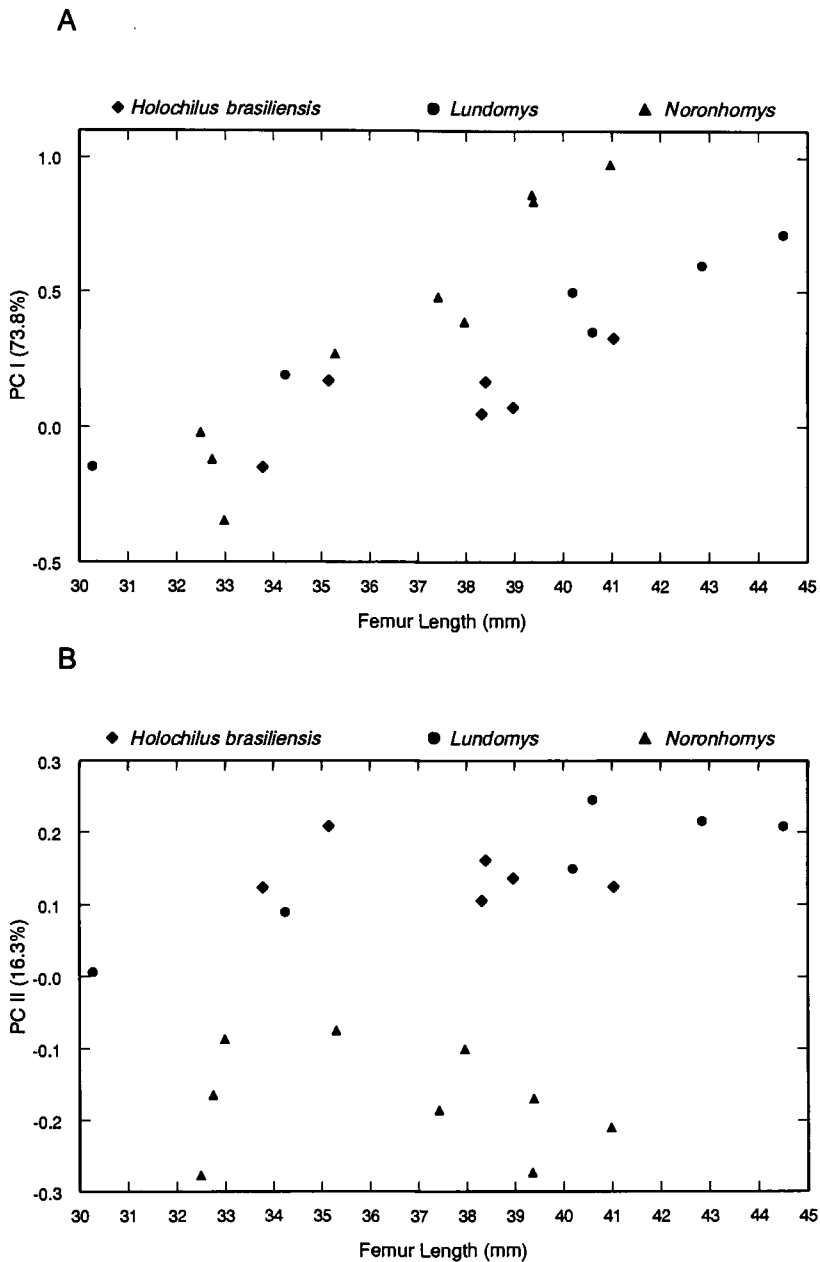 A
Holochilus brasiliensis Lundomys Noronhomys
1.0
0.5
0.0
-0.5
PC I (73.8%)
30 31 32 33 34 35 36 37 38 39 40 41 42 43 44 45
Femur Length (mm)
B
Holochilus brasiliensis Lundomys Noronhomys
0.3
0.2
0.1
-0.0
-0.1
-0.2
-0.3
PC II (16.3%)
30 31 32 33 34 35 36 37 38 39 40 41 42 43 44 45
Femur Length (mm)